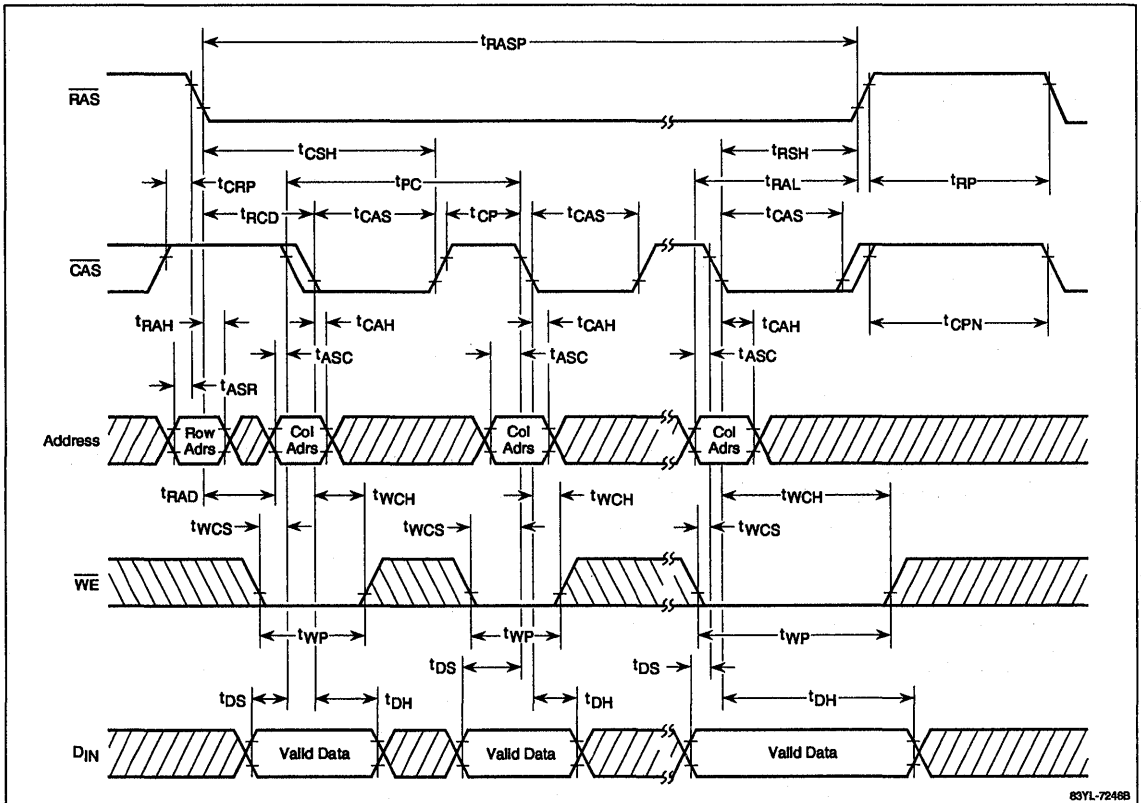 tRASP
RAS
tCSH
tRSH
tCRP
tPC
tRAL
tRP
tRCD
tCAS
tCP
tCAS
tCAS
CAS
tRAH
tCAH
tCAH
tCAH
tCPN
tASC
tASC
tASR
Address
Row Adrs
Col Adrs
Col Adrs
Col Adrs
tRAD
tWCH
tWCH
tWCH
tWCS
tWCS
tWCS
WE
tWP
tWP
tWP
tDS
tDS
tDS
tDH
tDH
tDH
DIN
Valid Data
Valid Data
Valid Data
83YL-7246B